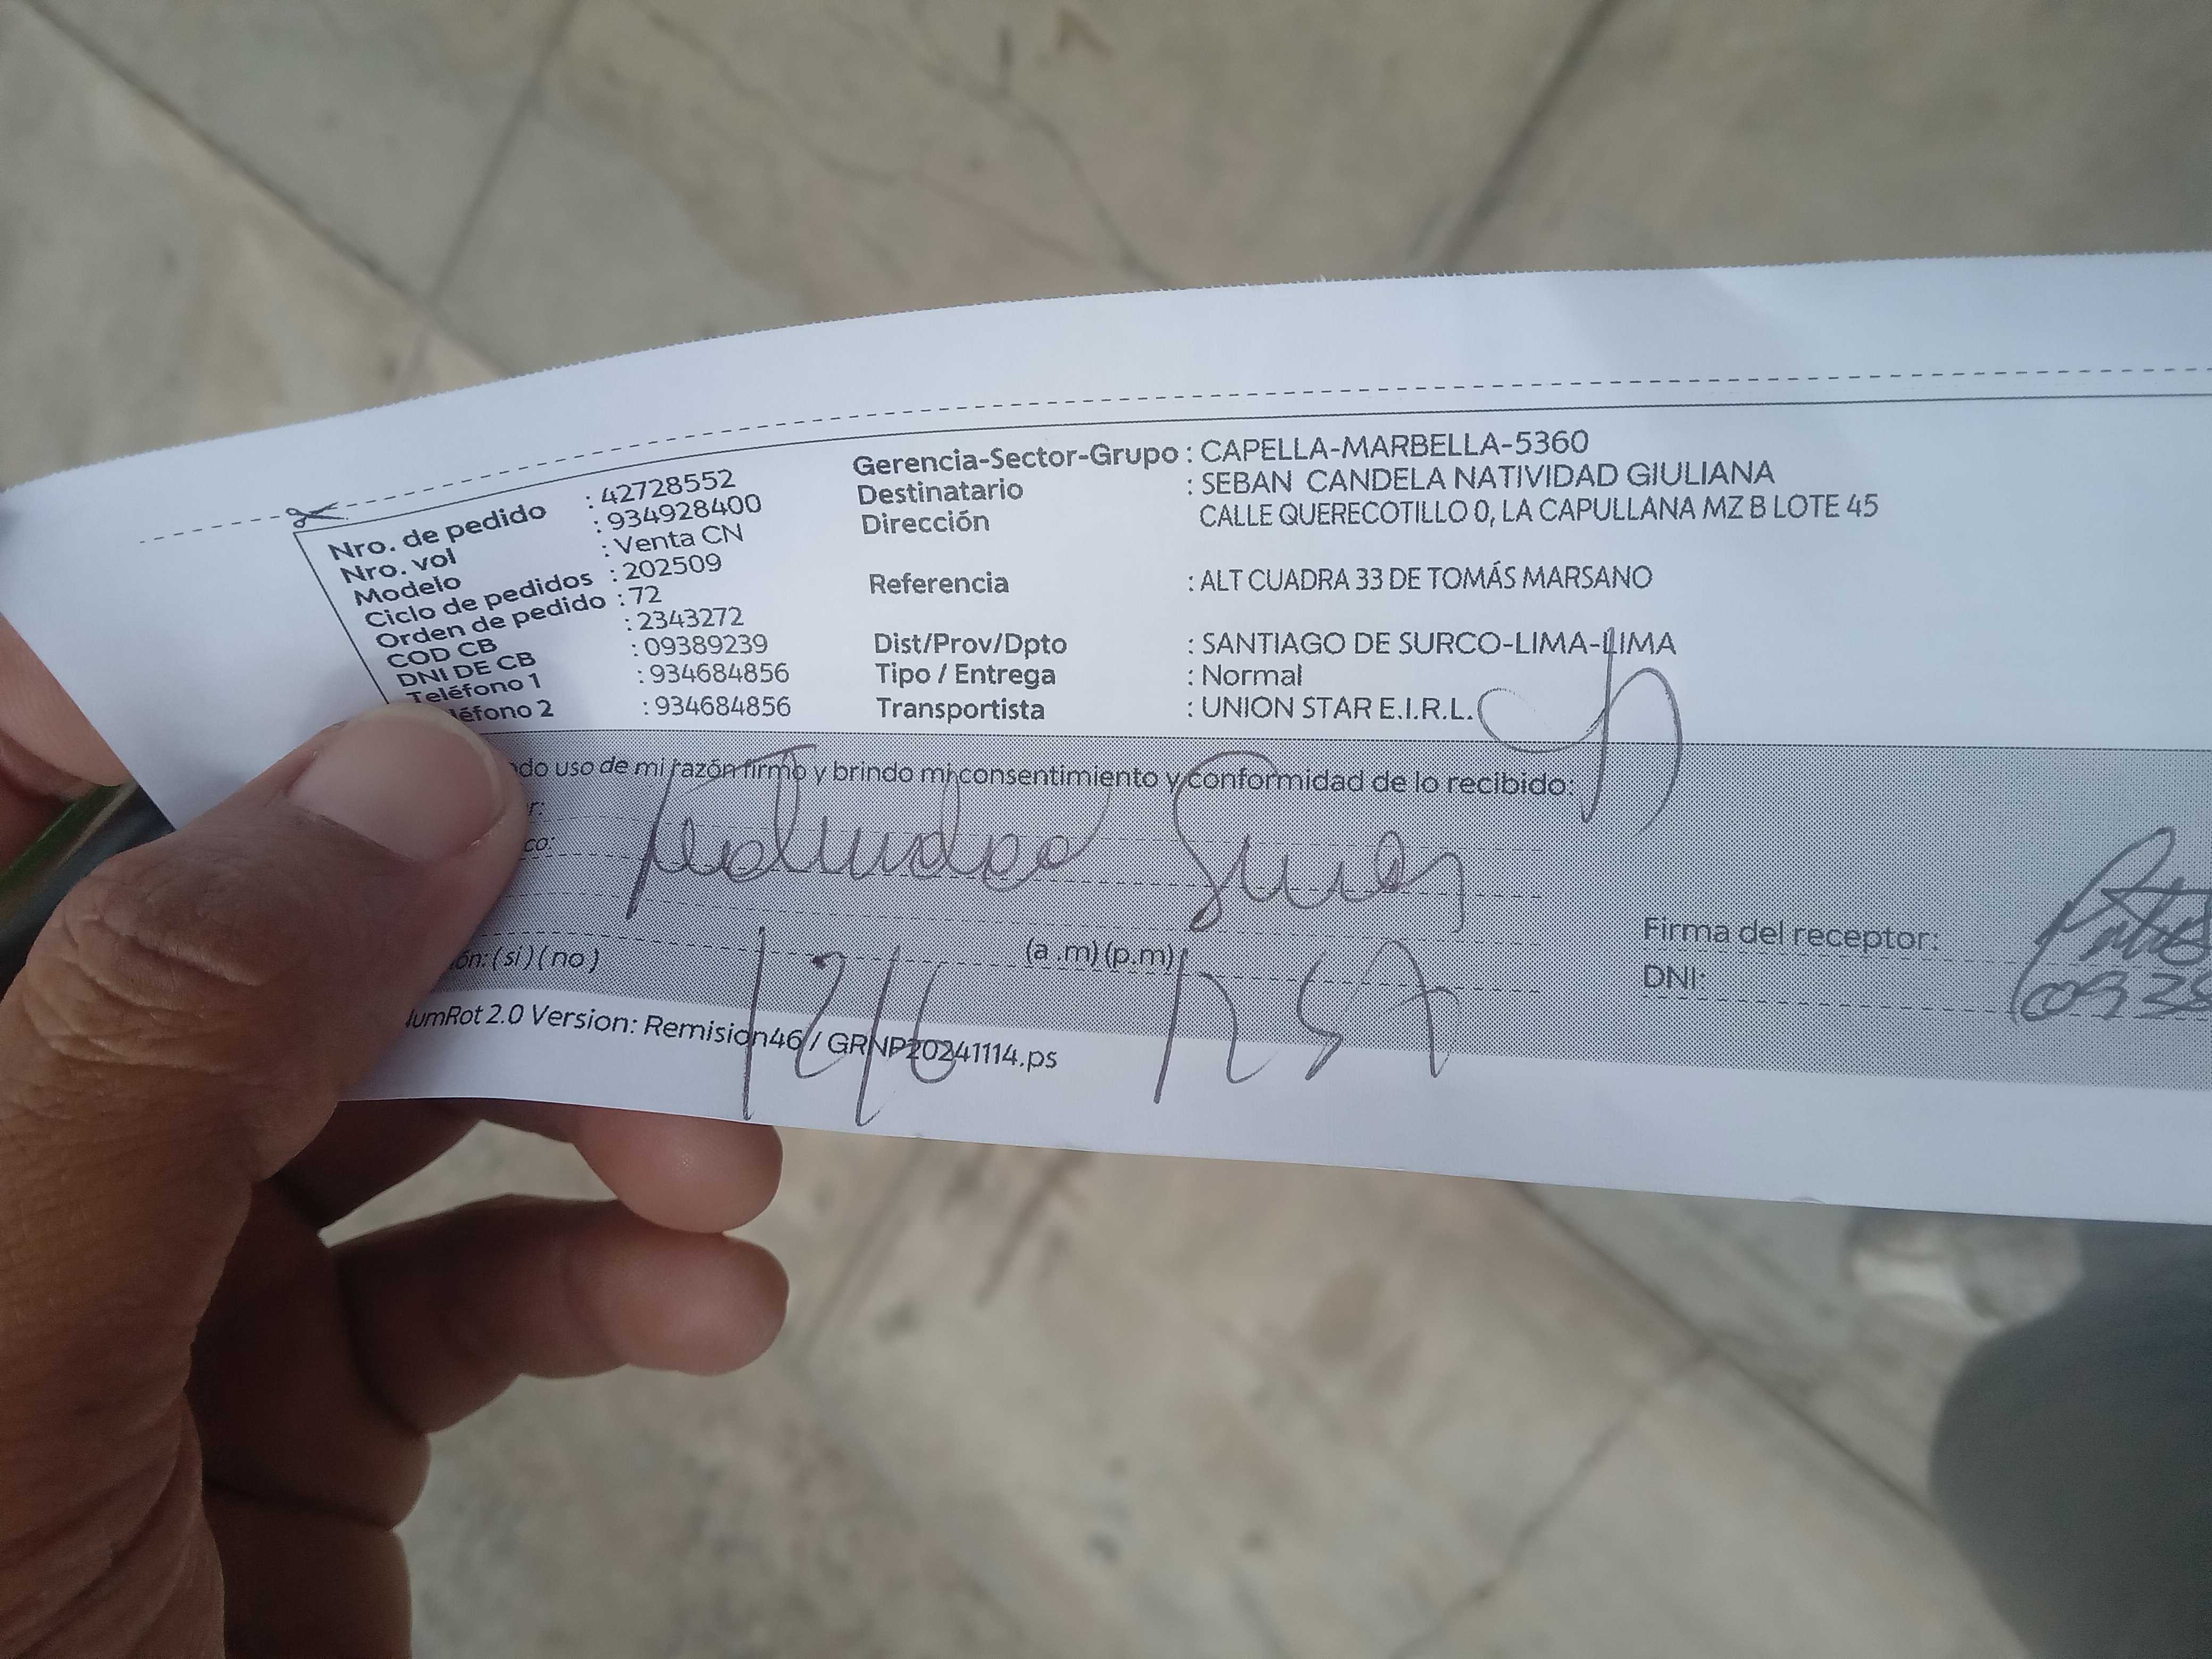 Nro. de pedido : 42728552
Nro. vol : 934928400
Modelo : Venta CN
Ciclo de pedidos : 202509
Orden de pedido : 72
COD CB : 2343272
DNI DE CB : 09389239
Teléfono 1 : 934684856
léfono 2 : 934684856
Gerencia-Sector-Grupo : CAPELLA-MARBELLA-5360
Destinatario : SEBAN CANDELA NATIVIDAD GIULIANA
Dirección CALLE QUERECOTILLO 0, LA CAPULLANA MZ B LOTE 45
Referencia : ALT CUADRA 33 DE TOMÁS MARSANO
Dist/Prov/Dpto : SANTIAGO DE SURCO-LIMA-LIMA
Tipo / Entrega : Normal
Transportista : UNION STAR E.I.R.L.
do uso de mi razón firmo y brindo mi consentimiento y conformidad de lo recibido:
r:
co:
ón: (si) (no) (a .m) (p.m)
12/6
Firma del receptor:
DNI:
umRot 2.0 Version: Remision46 / GRNP20241114.ps